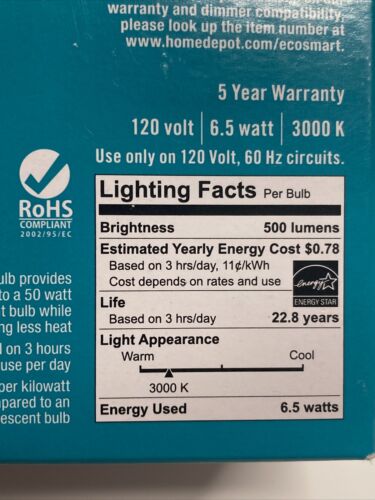 warranty and dimmer compatibility,
please look up the item number at
www.homedepot.com/ecosmart.
5 Year Warranty
120 volt | 6.5 watt | 3000 K
Use only on 120 Volt, 60 Hz circuits.
RoHS
COMPLIANT
2002/95/EC
ulb provides
to a 50 watt
t bulb while
ng less heat
d on 3 hours
use per day
per kilowatt
mpared to an
escent bulb
Lighting Facts Per Bulb
Brightness 500 lumens
Estimated Yearly Energy Cost $0.78
Based on 3 hrs/day, 11¢/kWh
Cost depends on rates and use
energy
ENERGY STAR
Life
Based on 3 hrs/day 22.8 years
Light Appearance
Warm Cool
3000 K
Energy Used 6.5 watts